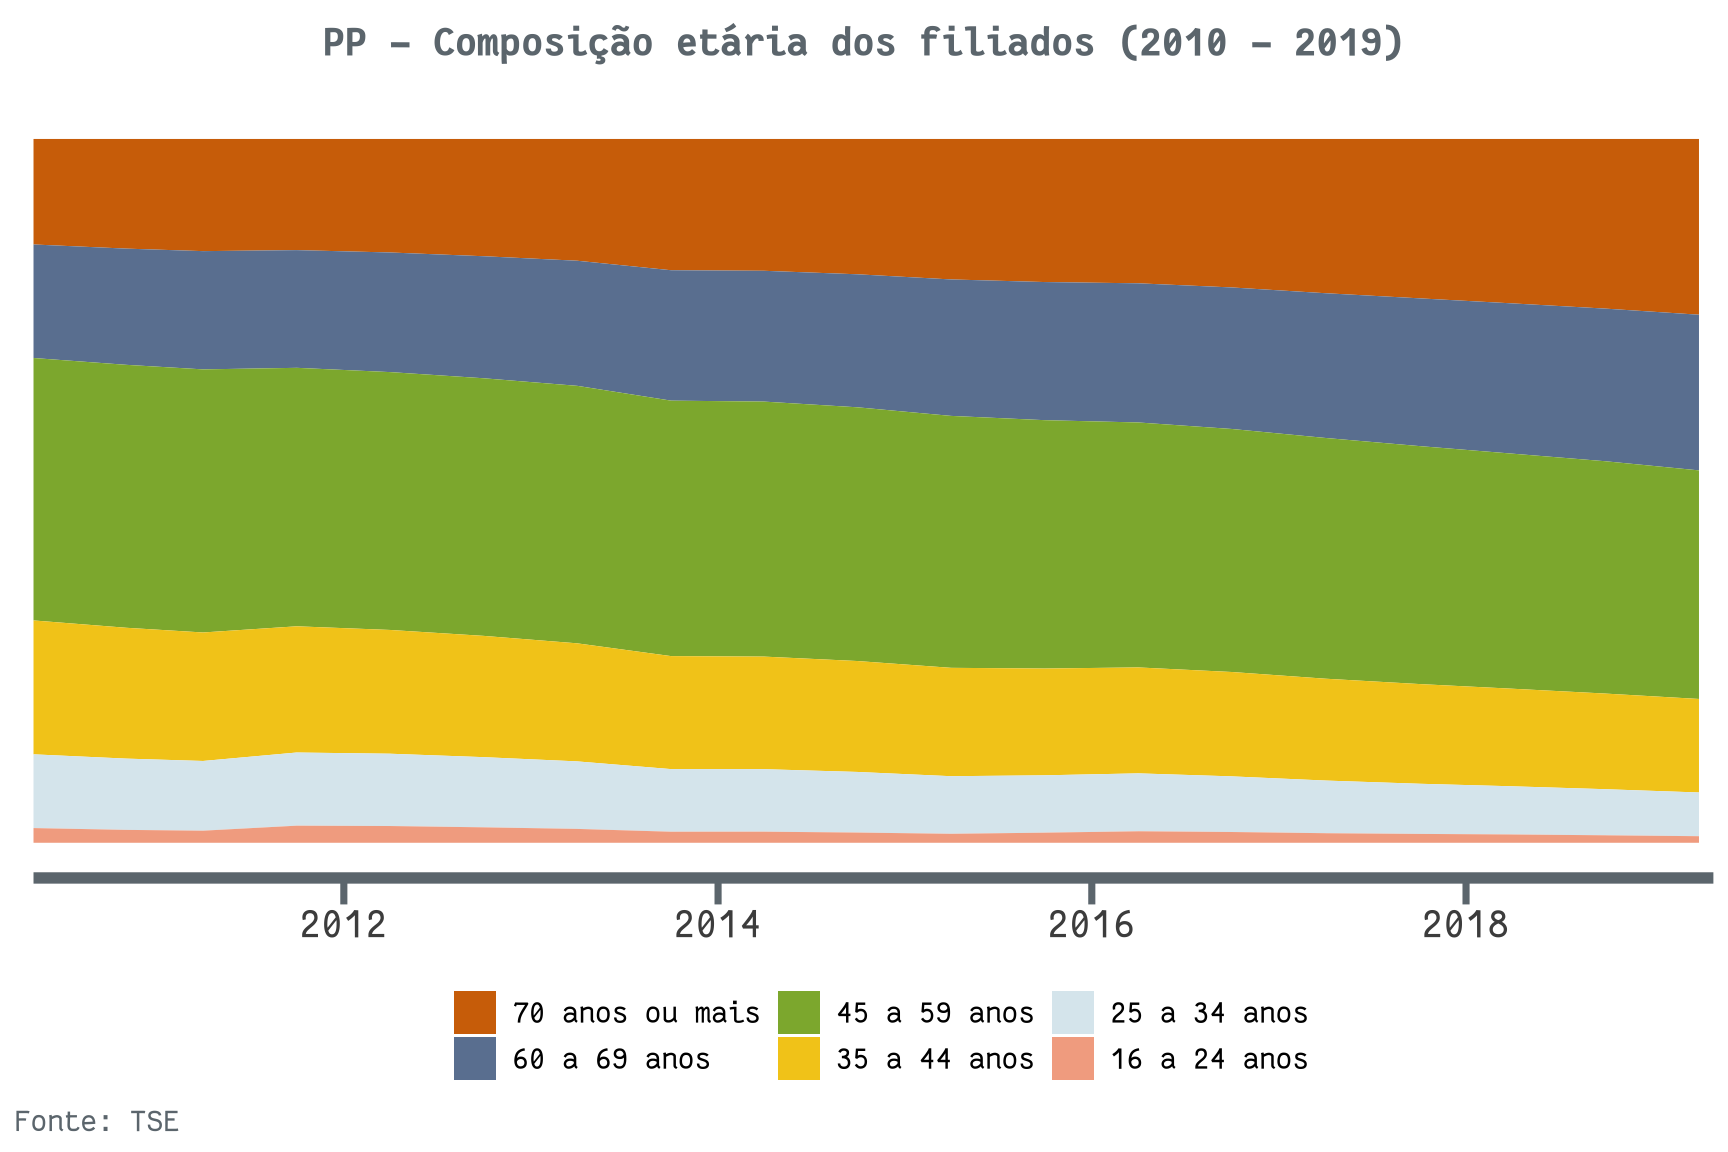 PP – Composição etária dos filiados (2010 – 2019)
2012 2014 2016 2018
70 anos ou mais 45 a 59 anos 25 a 34 anos
60 a 69 anos 35 a 44 anos 16 a 24 anos
Fonte: TSE